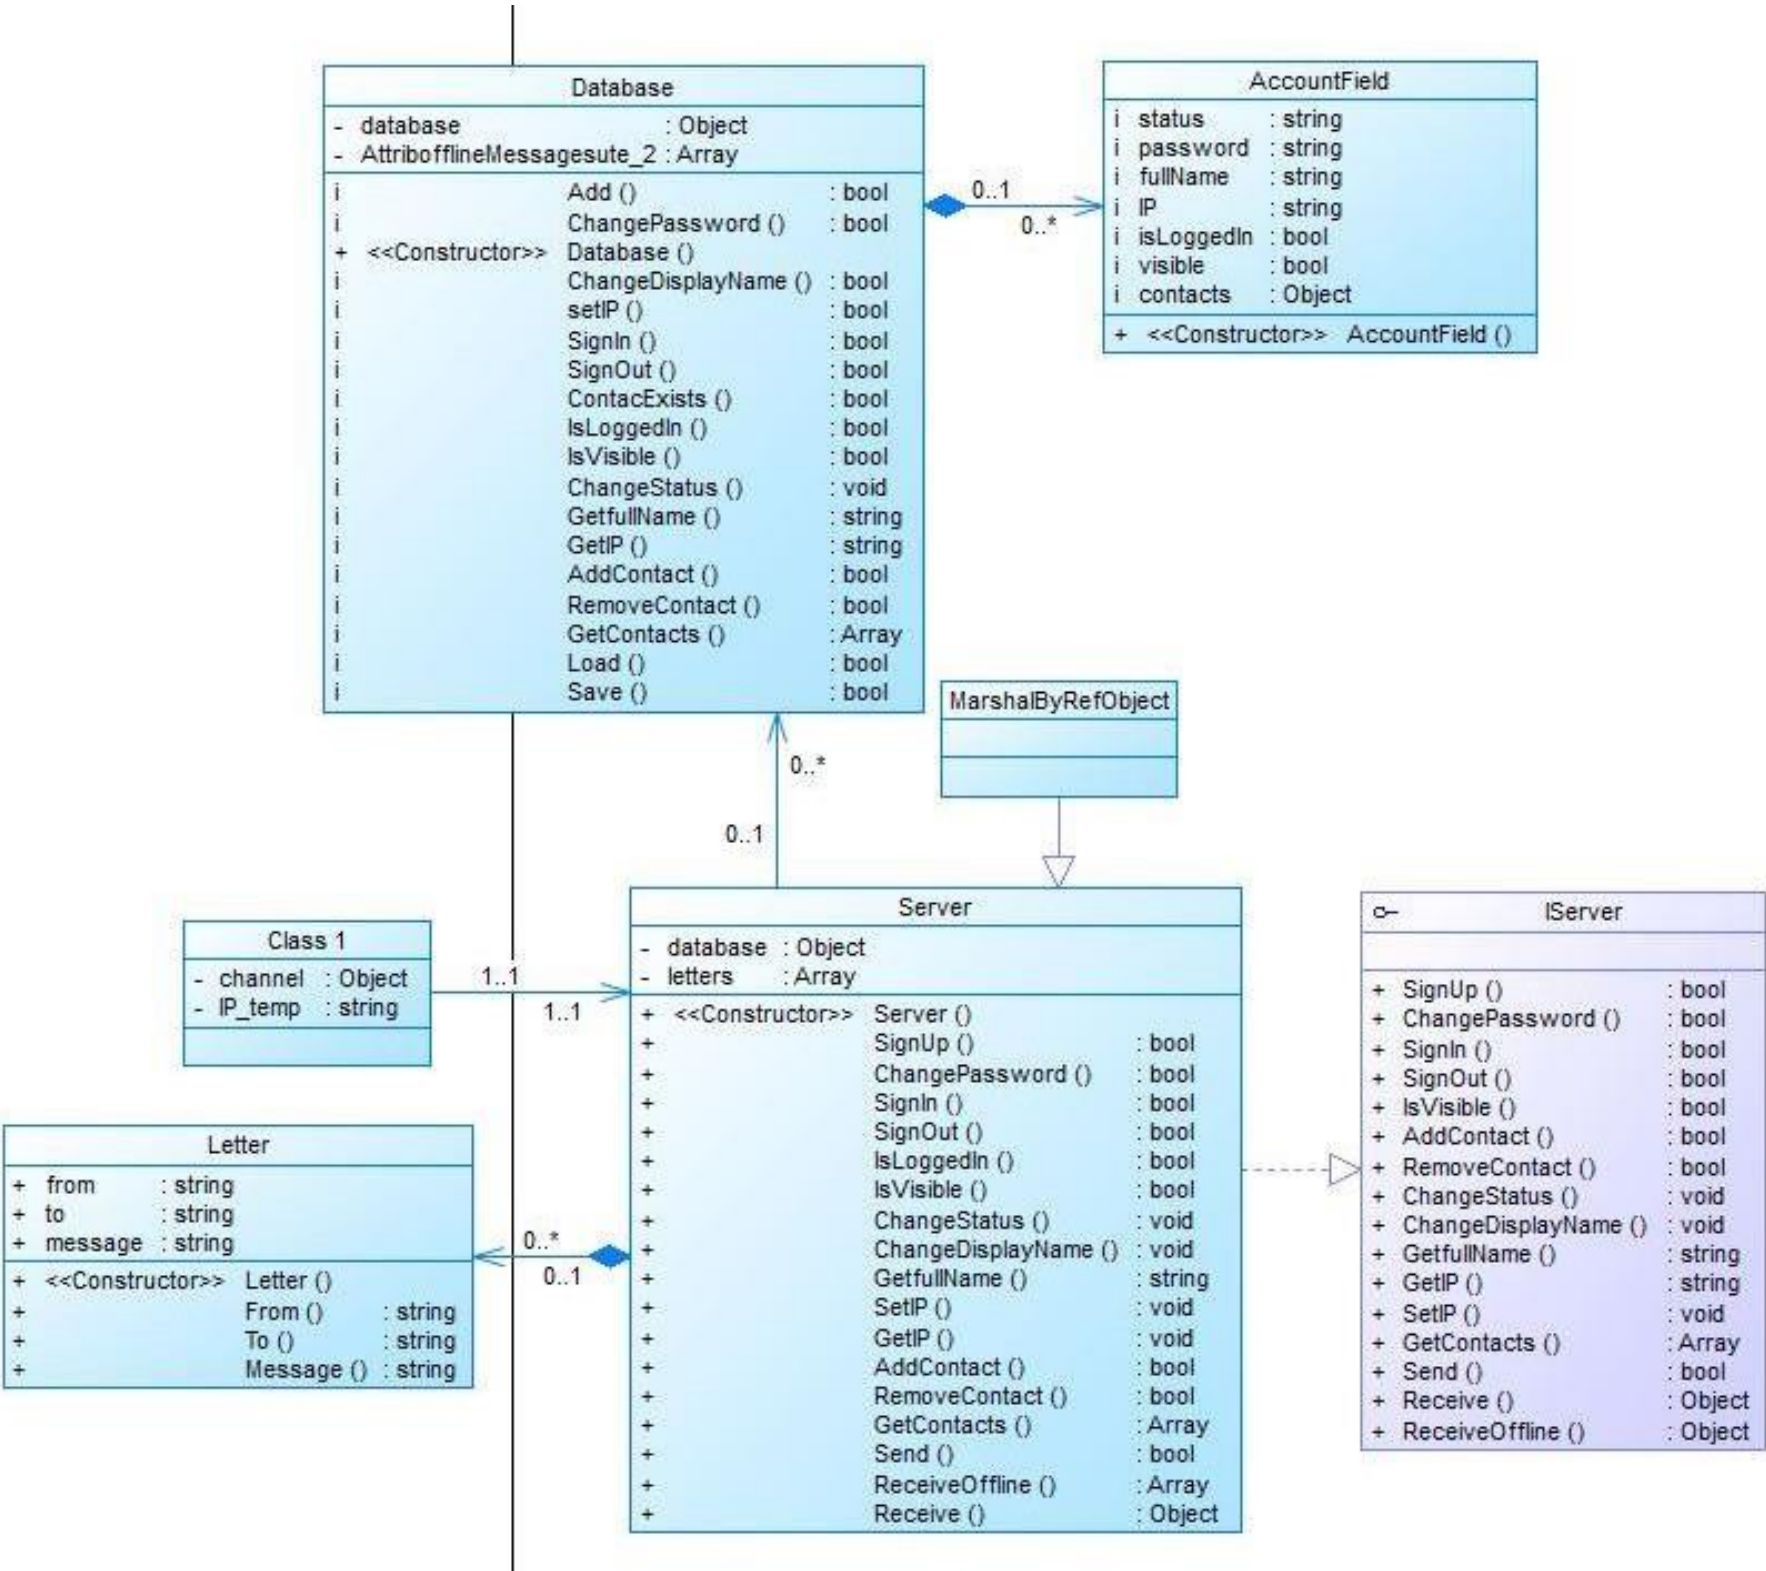 Database
- database : Object
- AttribofflineMessagesute_2 : Array
i Add () : bool
i ChangePassword () : bool
+ <<Constructor>> Database ()
i ChangeDisplayName () : bool
i setIP () : bool
i SignIn () : bool
i SignOut () : bool
i ContacExists () : bool
i IsLoggedIn () : bool
i IsVisible () : bool
i ChangeStatus () : void
i GetfullName () : string
i GetIP () : string
i AddContact () : bool
i RemoveContact () : bool
i GetContacts () : Array
i Load () : bool
i Save () : bool
0..1
0..*
AccountField
i status : string
i password : string
i fullName : string
i IP : string
i isLoggedIn : bool
i visible : bool
i contacts : Object
+ <<Constructor>> AccountField ()
MarshalByRefObject
0..*
0..1
Class 1
- channel : Object
- IP_temp : string
1..1
1..1
Server
- database : Object
- letters : Array
+ <<Constructor>> Server ()
+ SignUp () : bool
+ ChangePassword () : bool
+ SignIn () : bool
+ SignOut () : bool
+ IsLoggedIn () : bool
+ IsVisible () : bool
+ ChangeStatus () : void
+ ChangeDisplayName () : void
+ GetfullName () : string
+ SetIP () : void
+ GetIP () : void
+ AddContact () : bool
+ RemoveContact () : bool
+ GetContacts () : Array
+ Send () : bool
+ ReceiveOffline () : Array
+ Receive () : Object
IServer
+ SignUp () : bool
+ ChangePassword () : bool
+ SignIn () : bool
+ SignOut () : bool
+ IsVisible () : bool
+ AddContact () : bool
+ RemoveContact () : bool
+ ChangeStatus () : void
+ ChangeDisplayName () : void
+ GetfullName () : string
+ GetIP () : string
+ SetIP () : void
+ GetContacts () : Array
+ Send () : bool
+ Receive () : Object
+ ReceiveOffline () : Object
Letter
+ from : string
+ to : string
+ message : string
+ <<Constructor>> Letter ()
+ From () : string
+ To () : string
+ Message () : string
0..*
0..1